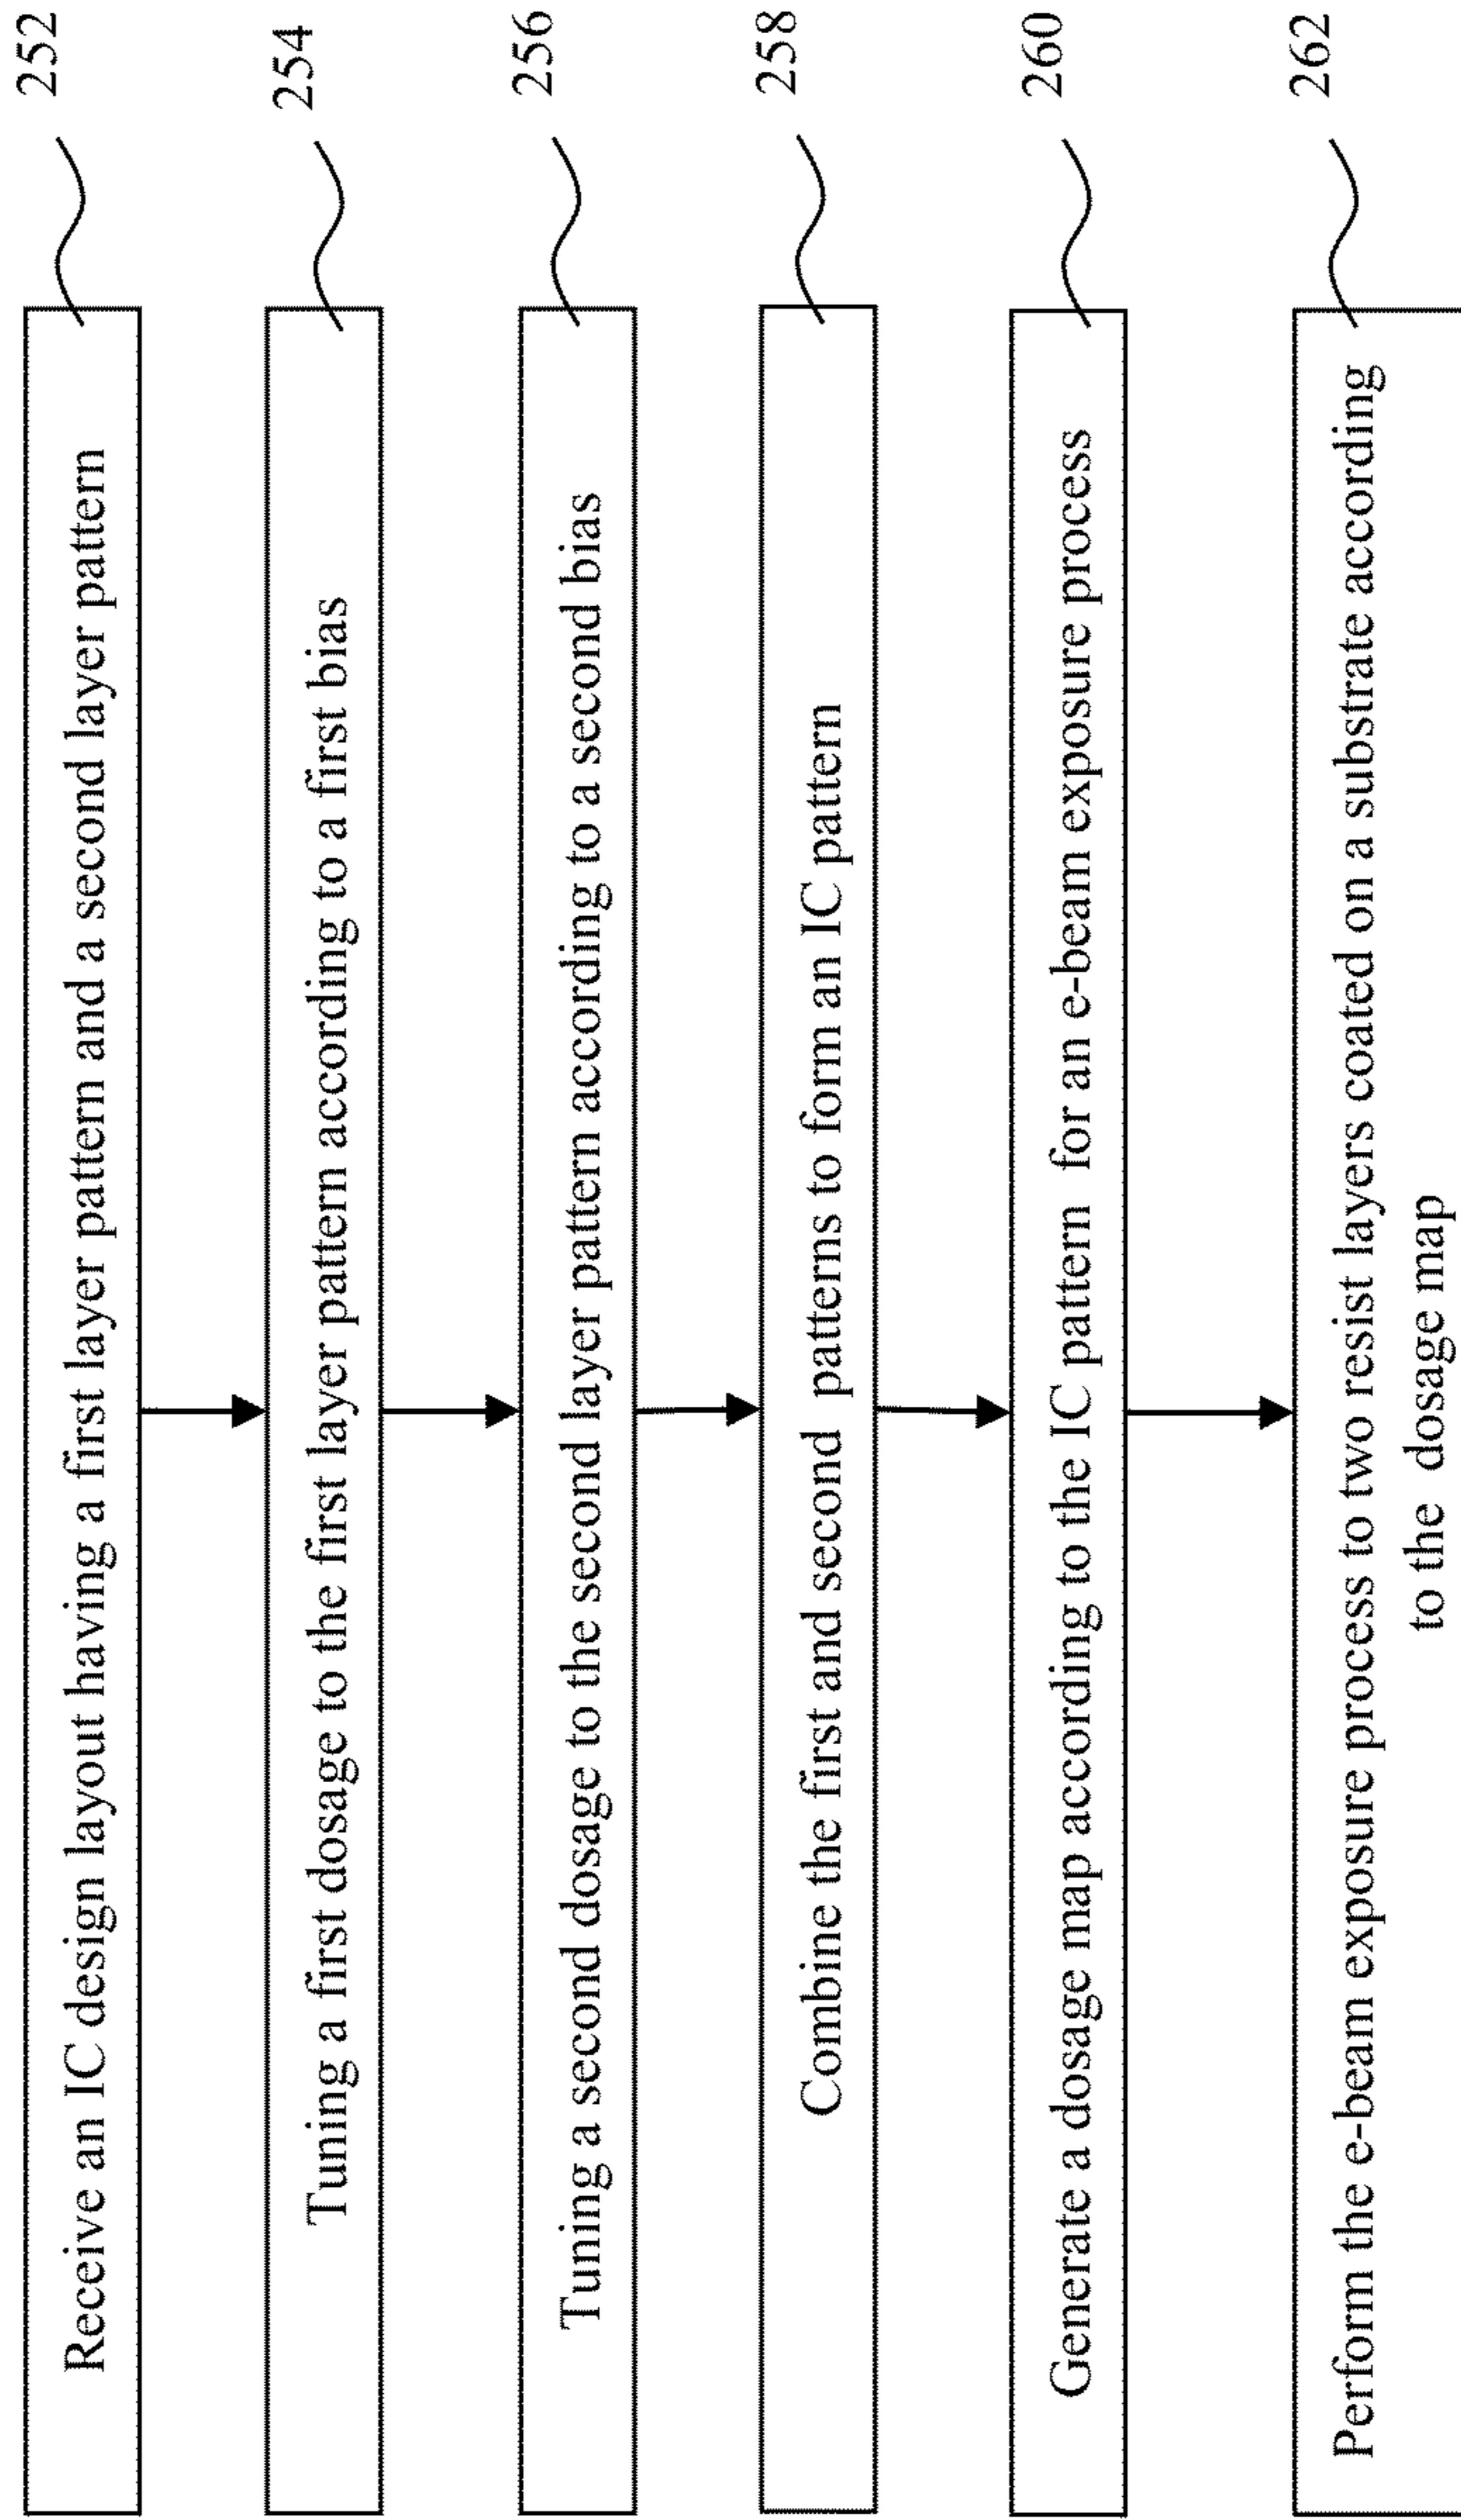 Receive an IC design layout having a first layer pattern and a second layer pattern
252
Tuning a first dosage to the first layer pattern according to a first bias
254
Tuning a second dosage to the second layer pattern according to a second bias
256
Combine the first and second patterns to form an IC pattern
258
Generate a dosage map according to the IC pattern for an e-beam exposure process
260
Perform the e-beam exposure process to two resist layers coated on a substrate according
to the dosage map
262